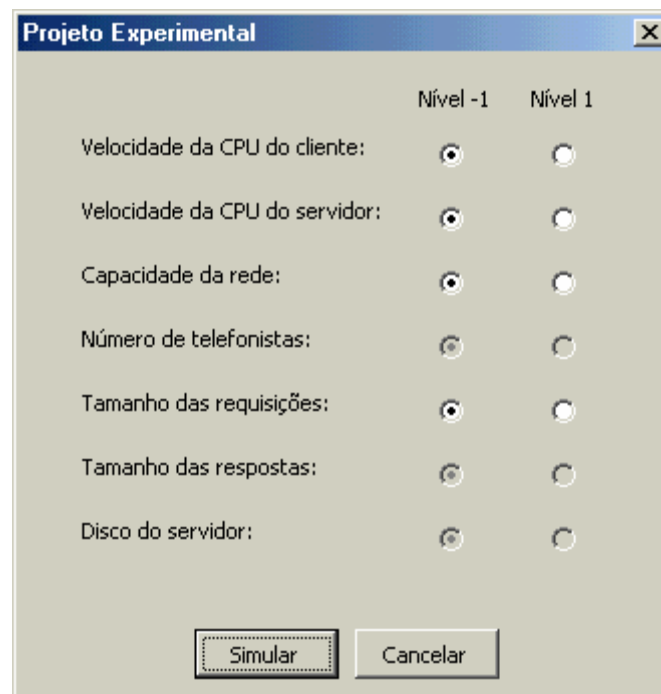 Projeto Experimental
Nível -1 Nível 1
Velocidade da CPU do cliente:
Velocidade da CPU do servidor:
Capacidade da rede:
Número de telefonistas:
Tamanho das requisições:
Tamanho das respostas:
Disco do servidor:
Simular Cancelar